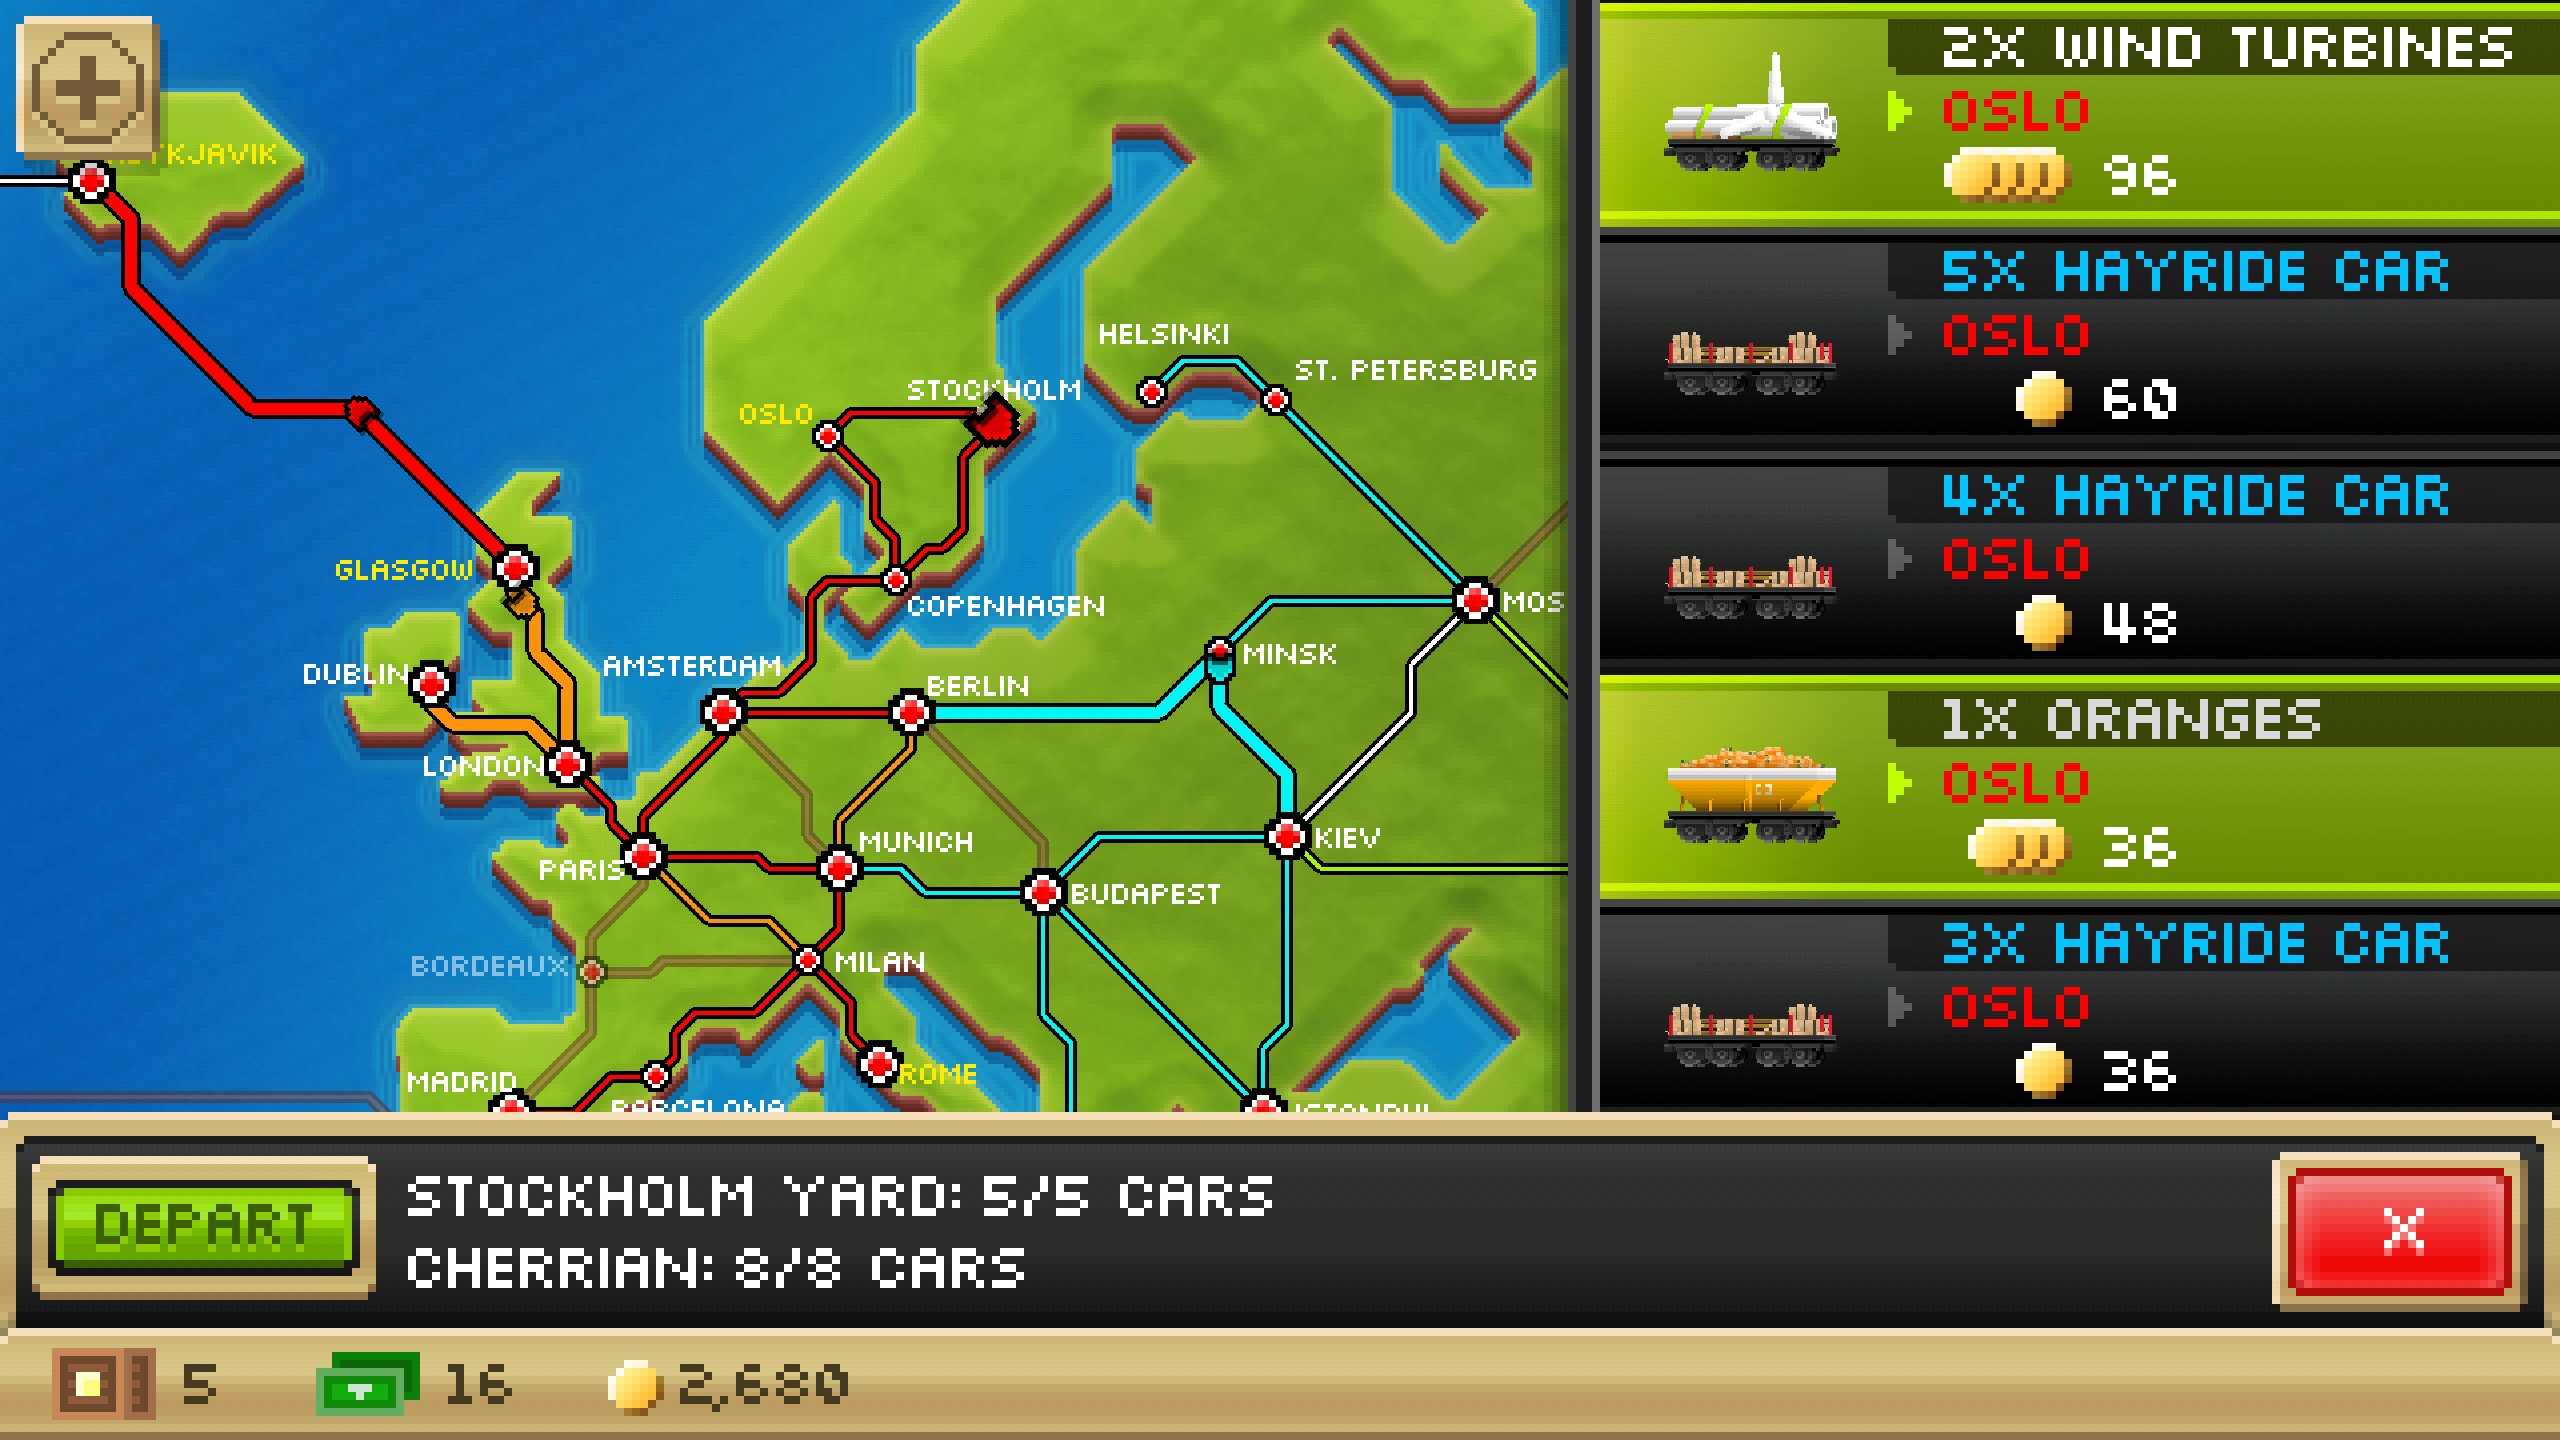 2X WIND TURBINES
OSLO
96
5X HAYRIDE CAR
OSLO
60
4X HAYRIDE CAR
OSLO
48
1X ORANGES
OSLO
36
3X HAYRIDE CAR
OSLO
36
HELSINKI
ST. PETERSBURG
STOCKHOLM
OSLO
GLASGOW
COPENHAGEN
MOS
MINSK
DUBLIN
AMSTERDAM
BERLIN
LONDON
MUNICH
KIEV
PARIS
BUDAPEST
BORDEAUX
MILAN
MADRID
ROME
BARCELONA
ISTANBUL
DEPART
STOCKHOLM YARD: 5/5 CARS
CHERRIAN: 8/8 CARS
X
5
16
2,680